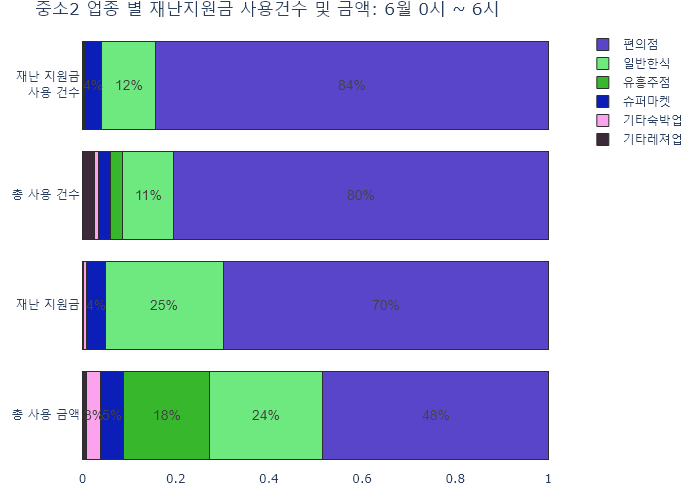 중소2 업종 별 재난지원금 사용건수 및 금액: 6월 0시 ~ 6시
편의점
일반한식
유흥주점
슈퍼마켓
기타숙박업
기타레져업
재난 지원금
사용 건수
4%
12%
84%
총 사용 건수
11%
80%
재난 지원금
4%
25%
70%
총 사용 금액
3%
5%
18%
24%
48%
0
0.2
0.4
0.6
0.8
1